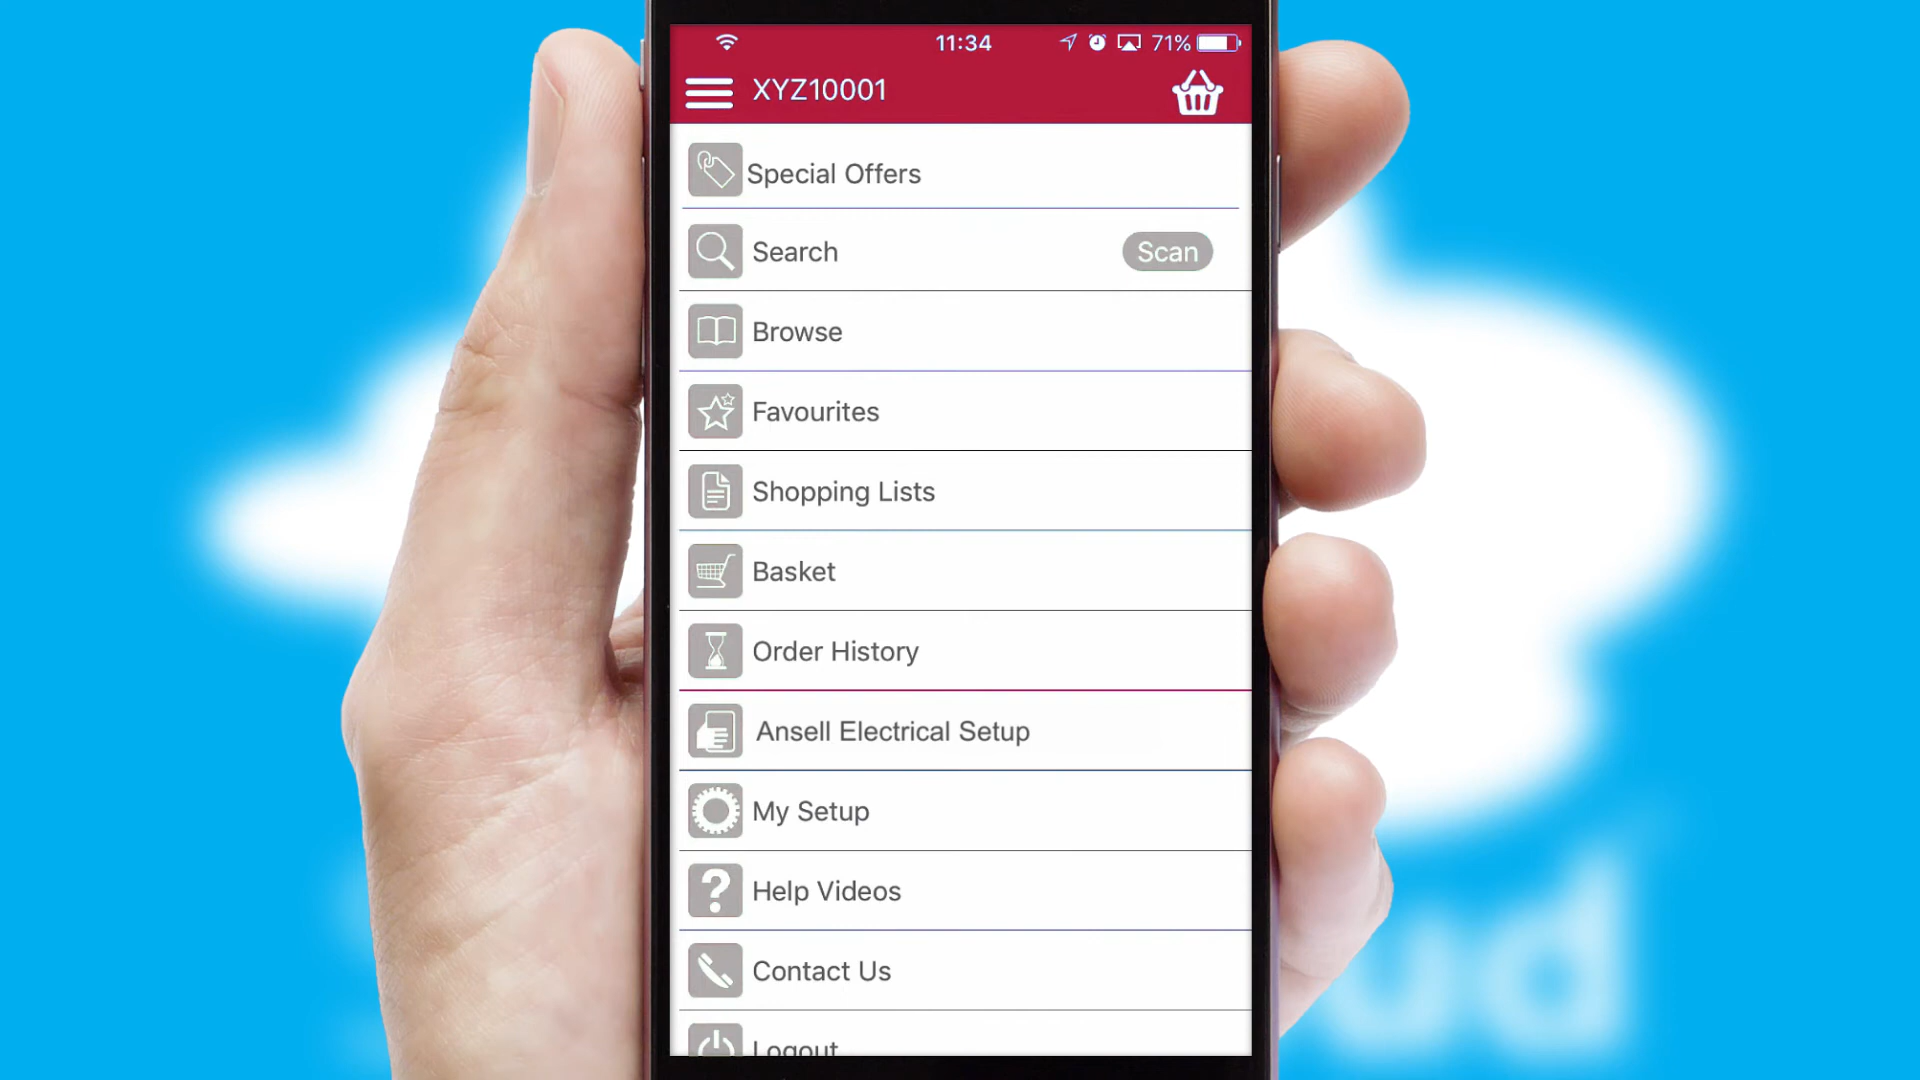 11:34
71%
XYZ10001
Special Offers
Search
Scan
Browse
Favourites
Shopping Lists
Basket
Order History
Ansell Electrical Setup
My Setup
Help Videos
Contact Us
Logout
ud